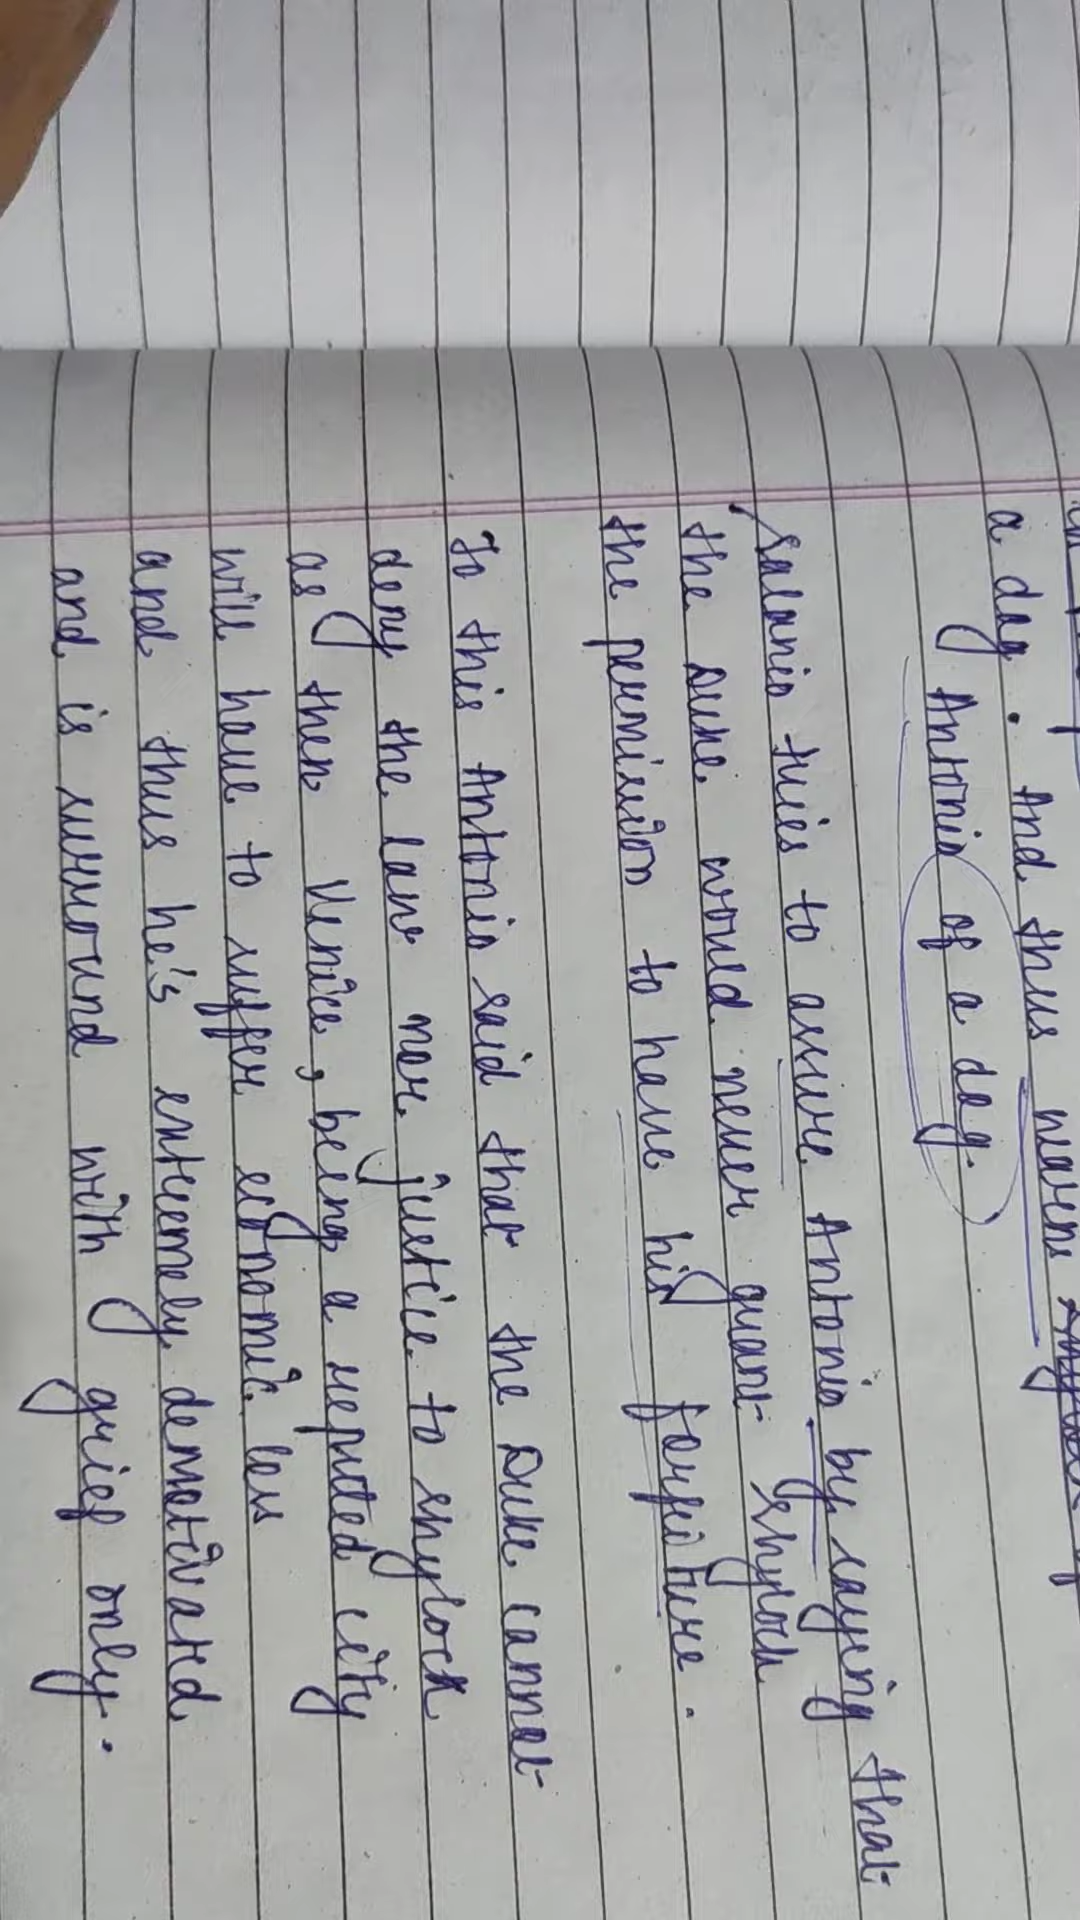 a dog. And thus warns
Antonio of a dog.
Salanio tries to assure Antonio by saying that
the Duke would never grant Shylock
the permission to have his forfeiture.
To this Antonio said that the Duke cannot
deny the law nor justice to shylock
as then Venice, being a reputed city
will have to suffer economic loss
and thus he's extremely demotivated
and is surround with grief only.